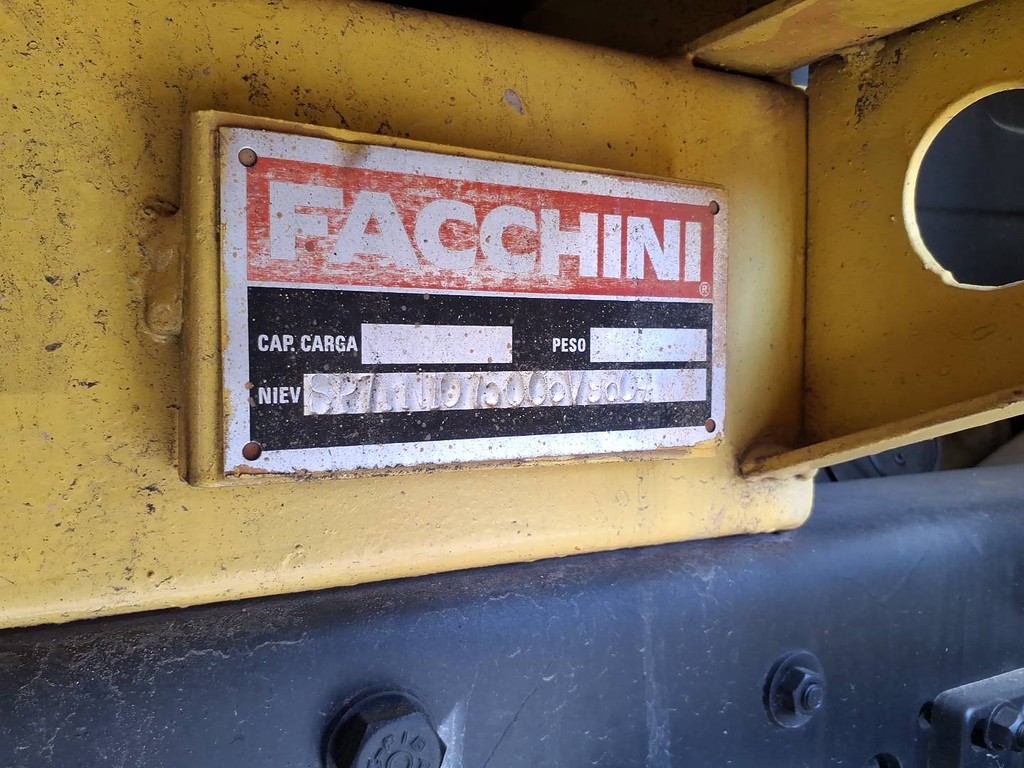 FACCHINI
®
CAP. CARGA PESO
NIEV